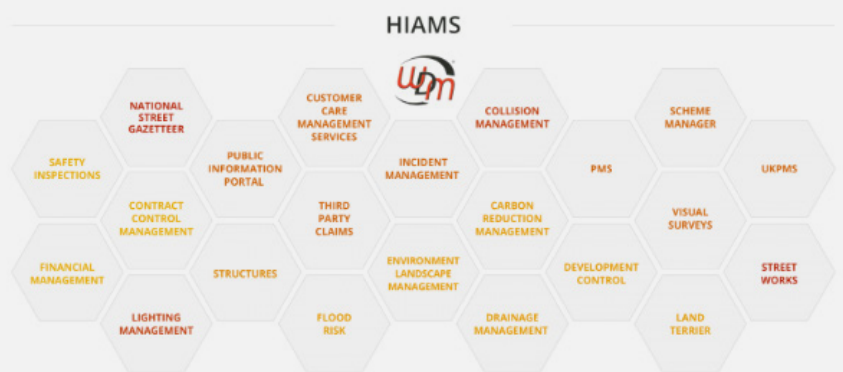 HIAMS
WDM
NATIONAL
STREET
GAZETTEER
CUSTOMER
CARE
MANAGEMENT
SERVICES
COLLISION
MANAGEMENT
SCHEME
MANAGER
SAFETY
INSPECTIONS
PUBLIC
INFORMATION
PORTAL
INCIDENT
MANAGEMENT
PMS
UKPMS
CONTRACT
CONTROL
MANAGEMENT
THIRD
PARTY
CLAIMS
CARBON
REDUCTION
MANAGEMENT
VISUAL
SURVEYS
FINANCIAL
MANAGEMENT
STRUCTURES
ENVIRONMENT
LANDSCAPE
MANAGEMENT
DEVELOPMENT
CONTROL
STREET
WORKS
LIGHTING
MANAGEMENT
FLOOD
RISK
DRAINAGE
MANAGEMENT
LAND
TERRIER